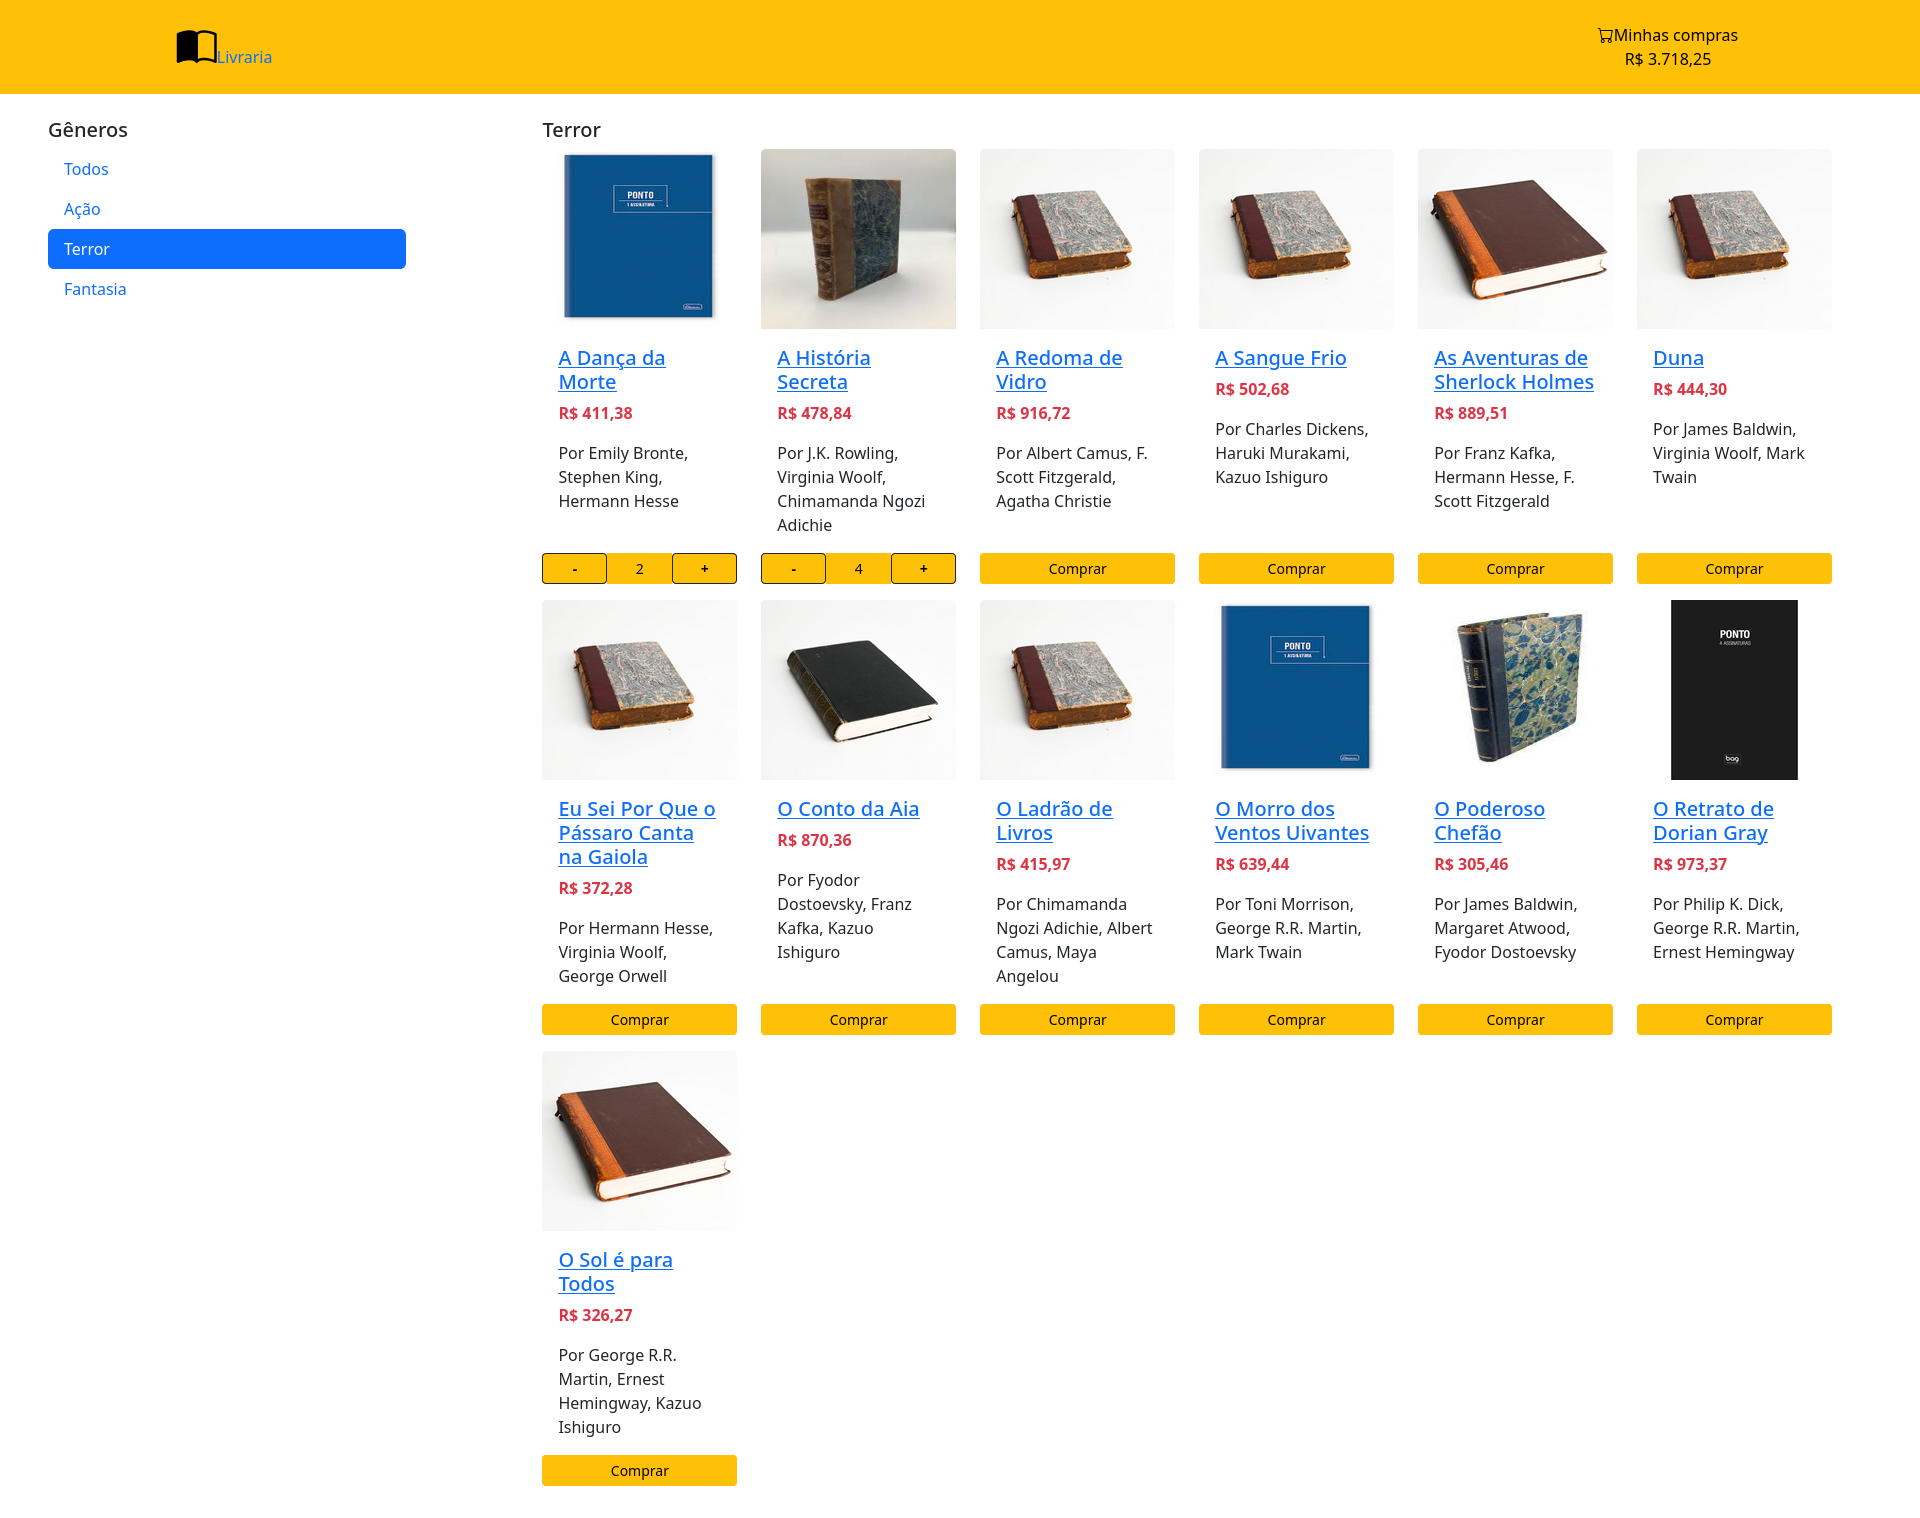 Livraria
Minhas compras
R$ 3.718,25
Gêneros
Todos
Ação
Terror
Fantasia
Terror
PONTO
1 ASSINATURA
A Dança da
Morte
R$ 411,38
Por Emily Bronte,
Stephen King,
Hermann Hesse
- 2 +
A História
Secreta
R$ 478,84
Por J.K. Rowling,
Virginia Woolf,
Chimamanda Ngozi
Adichie
- 4 +
A Redoma de
Vidro
R$ 916,72
Por Albert Camus, F.
Scott Fitzgerald,
Agatha Christie
Comprar
A Sangue Frio
R$ 502,68
Por Charles Dickens,
Haruki Murakami,
Kazuo Ishiguro
Comprar
As Aventuras de
Sherlock Holmes
R$ 889,51
Por Franz Kafka,
Hermann Hesse, F.
Scott Fitzgerald
Comprar
Duna
R$ 444,30
Por James Baldwin,
Virginia Woolf, Mark
Twain
Comprar
Eu Sei Por Que o
Pássaro Canta
na Gaiola
R$ 372,28
Por Hermann Hesse,
Virginia Woolf,
George Orwell
Comprar
O Conto da Aia
R$ 870,36
Por Fyodor
Dostoevsky, Franz
Kafka, Kazuo
Ishiguro
Comprar
O Ladrão de
Livros
R$ 415,97
Por Chimamanda
Ngozi Adichie, Albert
Camus, Maya
Angelou
Comprar
PONTO
1 ASSINATURA
O Morro dos
Ventos Uivantes
R$ 639,44
Por Toni Morrison,
George R.R. Martin,
Mark Twain
Comprar
O Poderoso
Chefão
R$ 305,46
Por James Baldwin,
Margaret Atwood,
Fyodor Dostoevsky
Comprar
PONTO
4 ASSINATURAS
bag
O Retrato de
Dorian Gray
R$ 973,37
Por Philip K. Dick,
George R.R. Martin,
Ernest Hemingway
Comprar
O Sol é para
Todos
R$ 326,27
Por George R.R.
Martin, Ernest
Hemingway, Kazuo
Ishiguro
Comprar